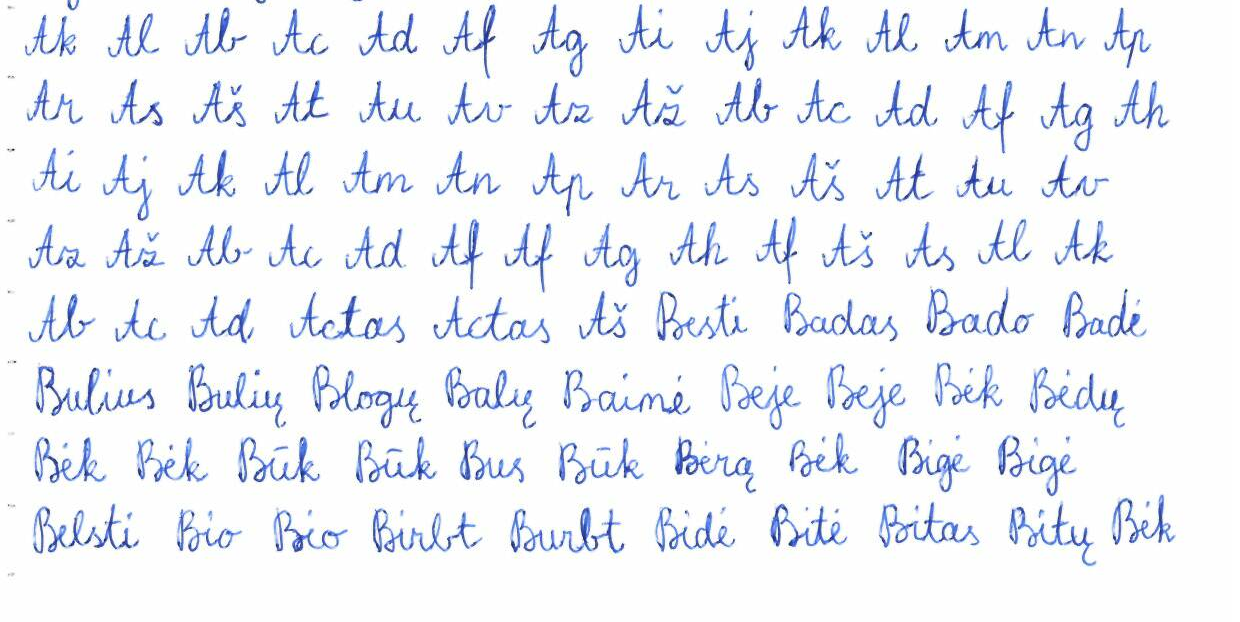 Ak Al Ab Ac Ad Af Ag Ai Aj Ak Al Am An Ap
Ar As Aš At Au Av Az Až Ab Ac Ad Af Ag Ah
Ai Aj Ak Al Am An Ap Ar As Aš At Au Av
Az Až Ab Ac Ad Af Af Ag Ah Af Aš As Al Ak
Ab Ac Ad Actas Actas Aš Besti Badas Bado Badė
Bulius Bulių Blogų Balų Baimė Beje Beje Bėk Bėdų
Bėk Bėk Būk Būk Bus Būk Bėrą Bėk Bigė Bigė
Belsti Bio Bio Birbt Burbt Bidė Bitė Bitas Bitų Bėk